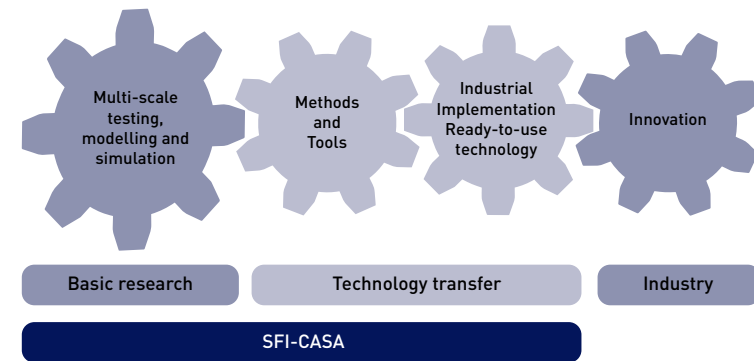 Multi-scale
testing,
modelling and
simulation
Methods
and
Tools
Industrial
Implementation
Ready-to-use
technology
Innovation
Basic research
Technology transfer
Industry
SFI-CASA